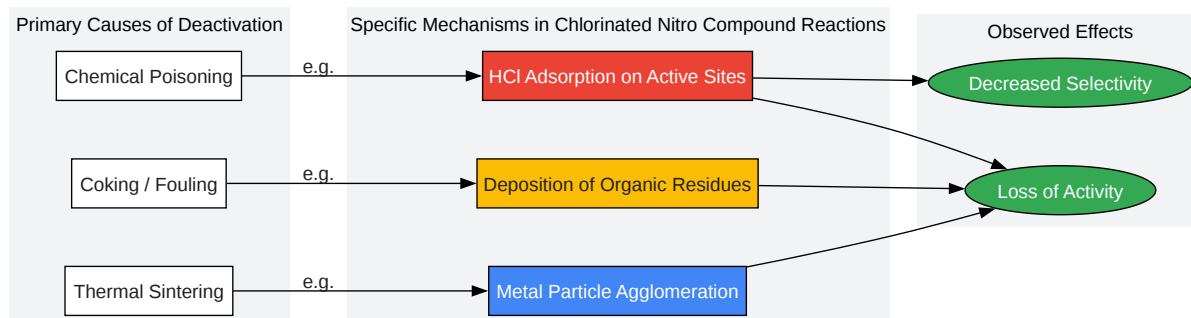 Primary Causes of Deactivation
Specific Mechanisms in Chlorinated Nitro Compound Reactions
Observed Effects
Chemical Poisoning
e.g.
HCl Adsorption on Active Sites
Decreased Selectivity
Coking / Fouling
e.g.
Deposition of Organic Residues
Loss of Activity
Thermal Sintering
e.g.
Metal Particle Agglomeration